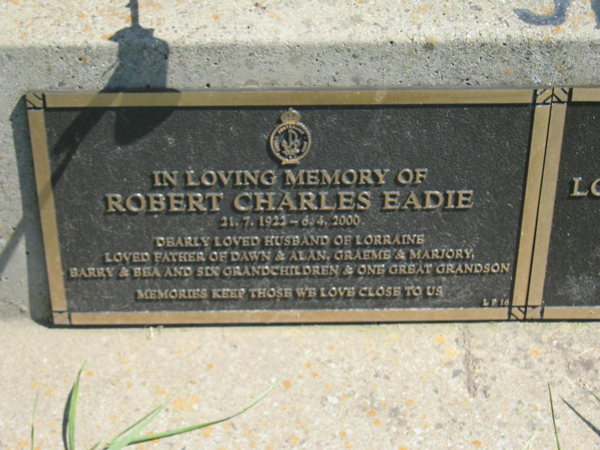 IN LOVING MEMORY OF
ROBERT CHARLES EADIE
21. 7. 1922 – 6. 4. 2000
DEARLY LOVED HUSBAND OF LORRAINE
LOVED FATHER OF DAWN & ALAN, GRAEME & MARJORY,
BARRY & BEA AND SIX GRANDCHILDREN & ONE GREAT GRANDSON
MEMORIES KEEP THOSE WE LOVE CLOSE TO US
L P 16
LO